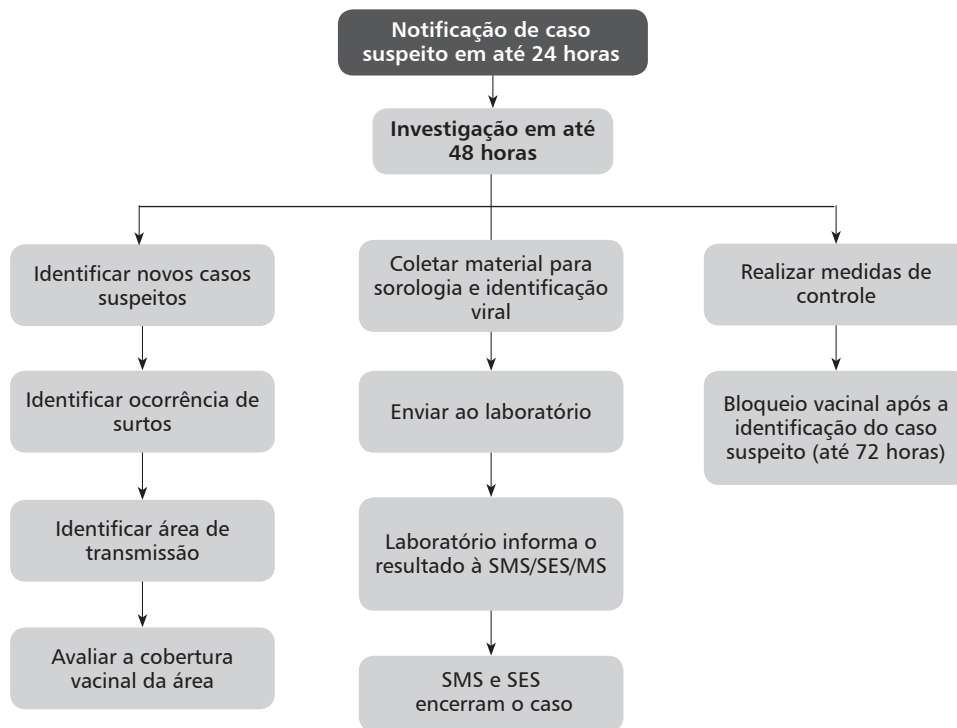 Notificação de caso
suspeito em até 24 horas
Investigação em até
48 horas
Identificar novos casos
suspeitos
Identificar ocorrência de
surtos
Identificar área de
transmissão
Avaliar a cobertura
vacinal da área
Coletar material para
sorologia e identificação
viral
Enviar ao laboratório
Laboratório informa o
resultado à SMS/SES/MS
SMS e SES
encerram o caso
Realizar medidas de
controle
Bloqueio vacinal após a
identificação do caso
suspeito (até 72 horas)